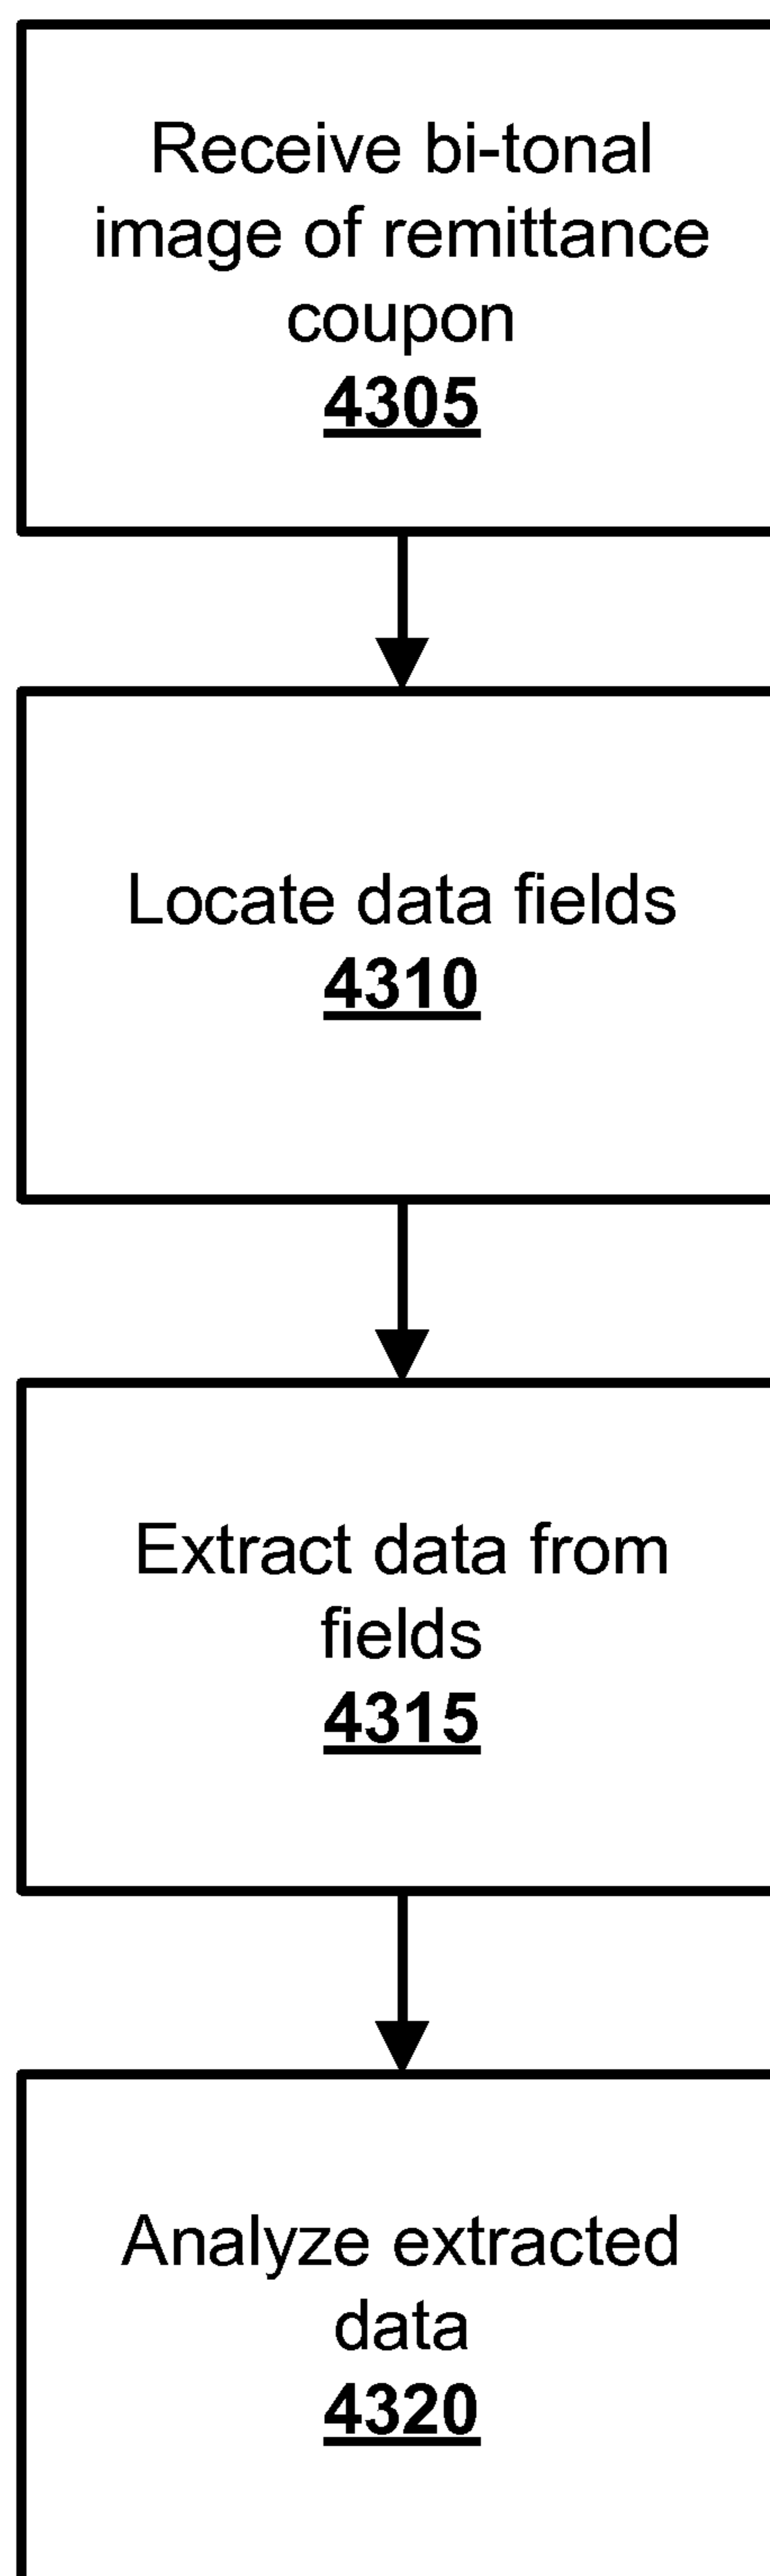 Receive bi-tonal
image of remittance
coupon
4305
Locate data fields
4310
Extract data from
fields
4315
Analyze extracted
data
4320